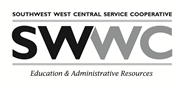 SOUTHWEST WEST CENTRAL SERVICE COOPERATIVE
SWWC
Education & Administrative Resources